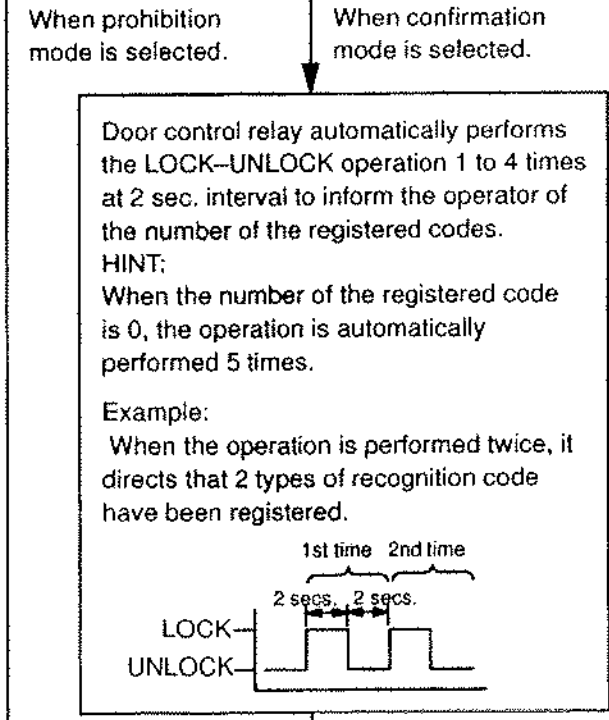 When prohibition
mode is selected.
When confirmation
mode is selected.
Door control relay automatically performs
the LOCK–UNLOCK operation 1 to 4 times
at 2 sec. interval to inform the operator of
the number of the registered codes.
HINT:
When the number of the registered code
is 0, the operation is automatically
performed 5 times.
Example:
When the operation is performed twice, it
directs that 2 types of recognition code
have been registered.
1st time 2nd time
2 secs. 2 secs.
LOCK
UNLOCK